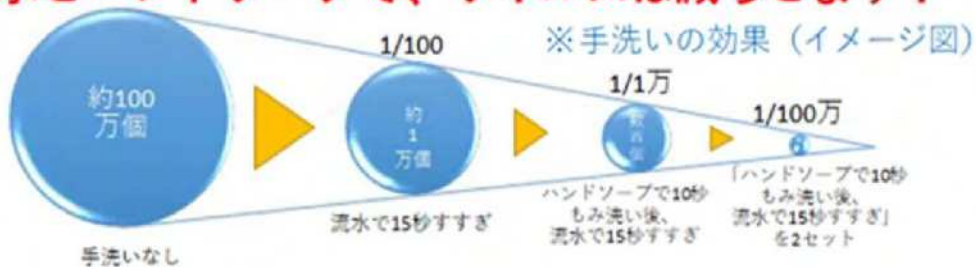 ※手洗いの効果(イメージ図)
約100
万個
手洗いなし
1/100
約
1
万個
流水で15秒すすぎ
1/1万
ハンドソープで10秒
もみ洗い後、
流水で15秒すすぎ
1/100万
「ハンドソープで10秒
もみ洗い後、
流水で15秒すすぎ」
を2セット